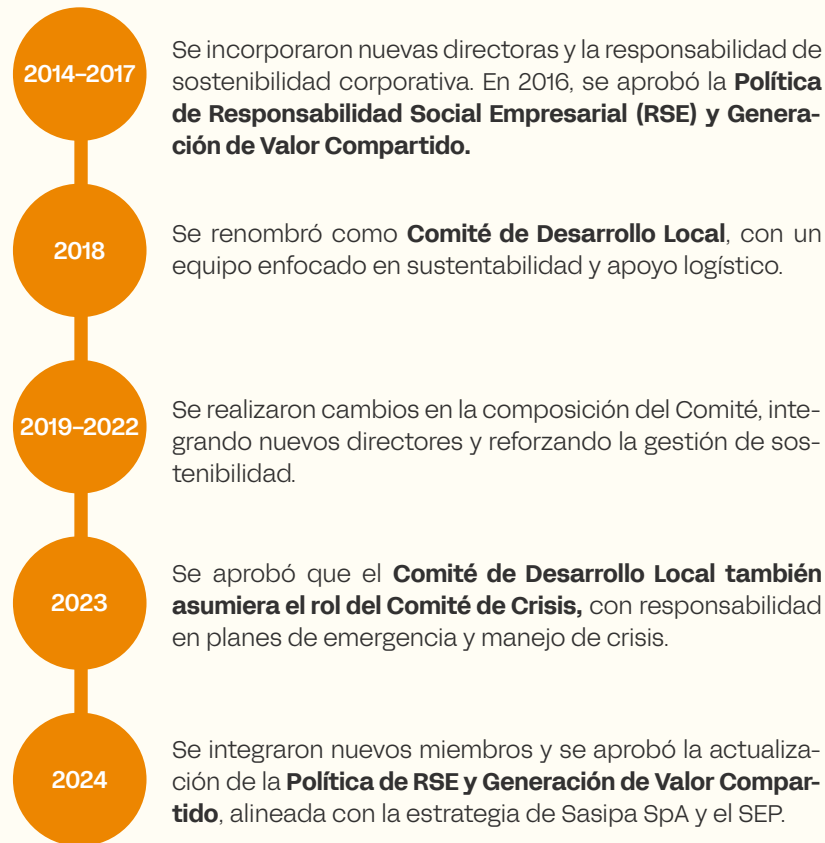 2014–2017
Se incorporaron nuevas directoras y la responsabilidad de
sostenibilidad corporativa. En 2016, se aprobó la Política
de Responsabilidad Social Empresarial (RSE) y Genera-
ción de Valor Compartido.
2018
Se renombró como Comité de Desarrollo Local, con un
equipo enfocado en sustentabilidad y apoyo logístico.
2019–2022
Se realizaron cambios en la composición del Comité, inte-
grando nuevos directores y reforzando la gestión de sos-
tenibilidad.
2023
Se aprobó que el Comité de Desarrollo Local también
asumiera el rol del Comité de Crisis, con responsabilidad
en planes de emergencia y manejo de crisis.
2024
Se integraron nuevos miembros y se aprobó la actualiza-
ción de la Política de RSE y Generación de Valor Compar-
tido, alineada con la estrategia de Sasipa SpA y el SEP.